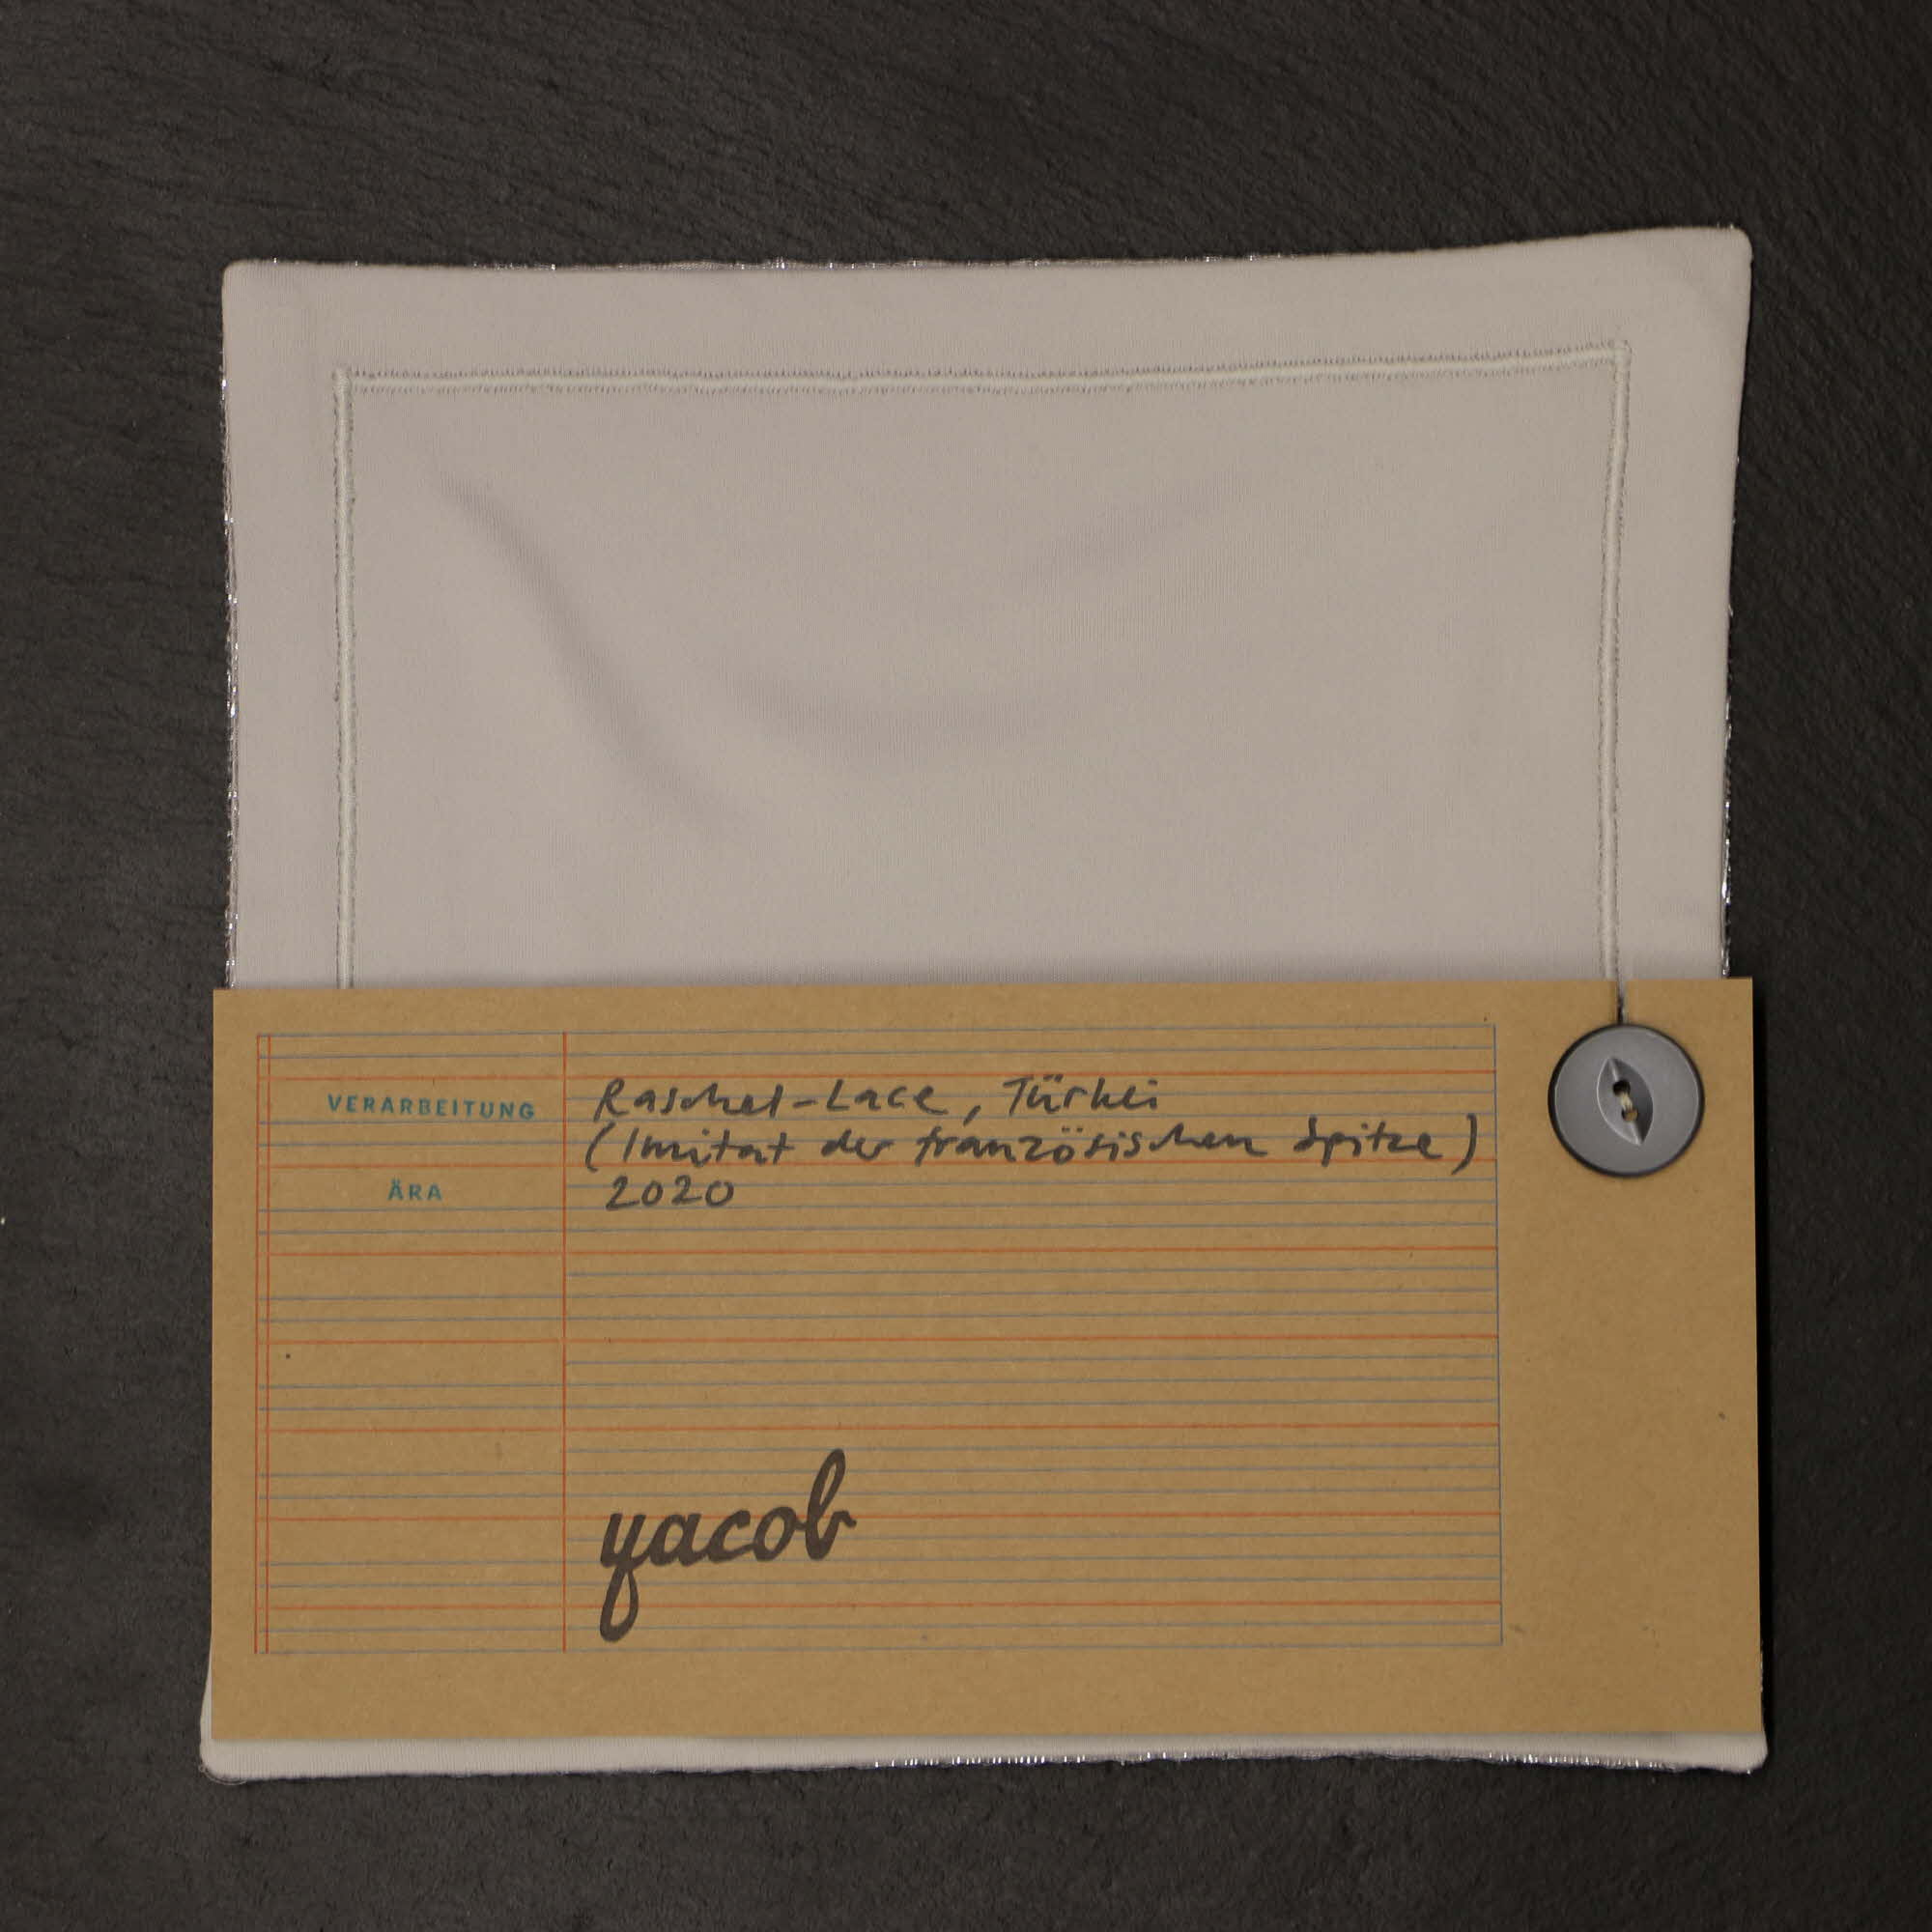 VERARBEITUNG Raschel-Lace, Türkei
(Imitat der französischen Spitze)
ÄRA 2020
yacob